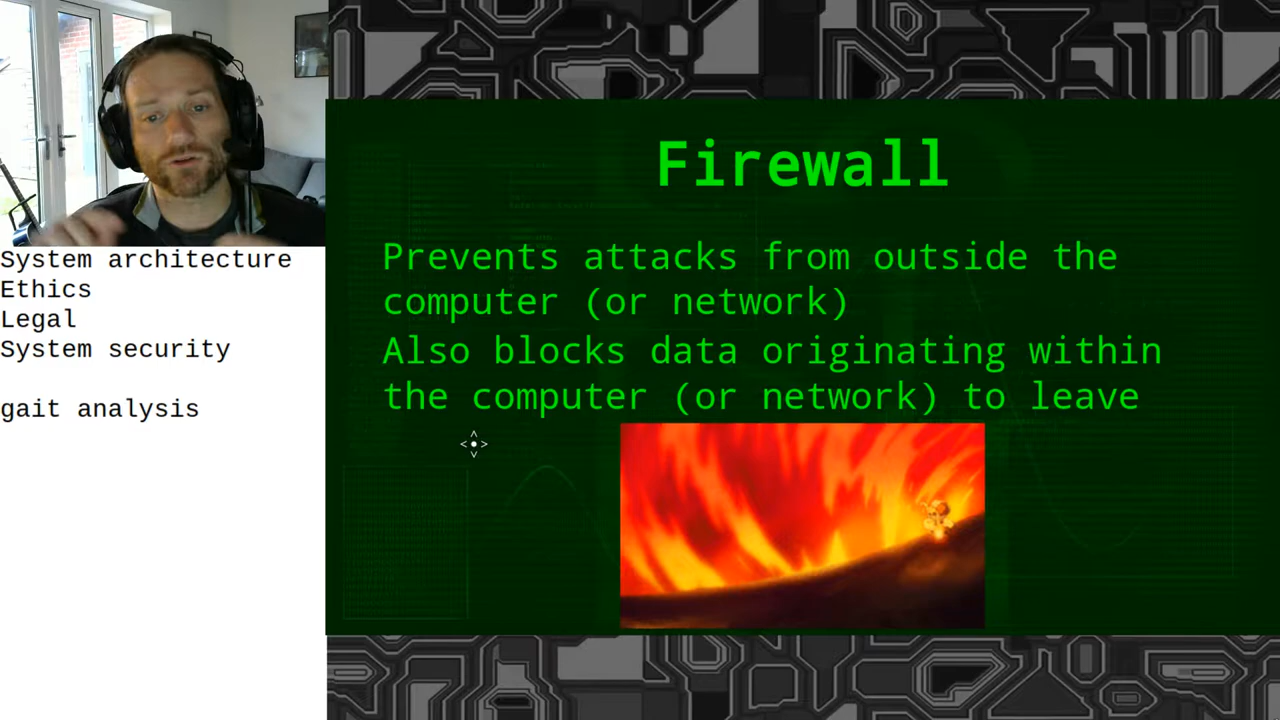 System architecture
Ethics
Legal
System security
gait analysis
Firewall
Prevents attacks from outside the
computer (or network)
Also blocks data originating within
the computer (or network) to leave